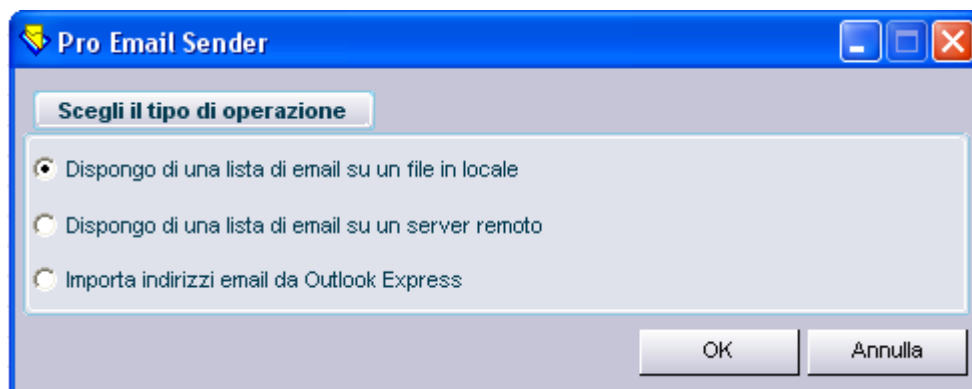 Pro Email Sender
Scegli il tipo di operazione
Dispongo di una lista di email su un file in locale
Dispongo di una lista di email su un server remoto
Importa indirizzi email da Outlook Express
OK Annulla